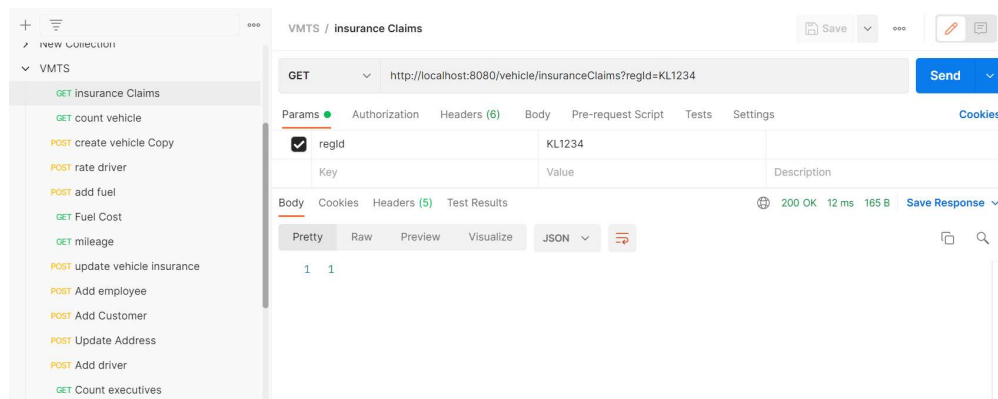 VMTS / insurance Claims
Save
New Collection
VMTS
GET insurance Claims
GET count vehicle
POST create vehicle Copy
POST rate driver
POST add fuel
GET Fuel Cost
GET mileage
POST update vehicle insurance
POST Add employee
POST Add Customer
POST Update Address
POST Add driver
GET Count executives
GET http://localhost:8080/vehicle/insuranceClaims?regId=KL1234 Send
Params Authorization Headers (6) Body Pre-request Script Tests Settings Cookies
regId KL1234
Key Value Description
Body Cookies Headers (5) Test Results 200 OK 12 ms 165 B Save Response
Pretty Raw Preview Visualize JSON
1 1